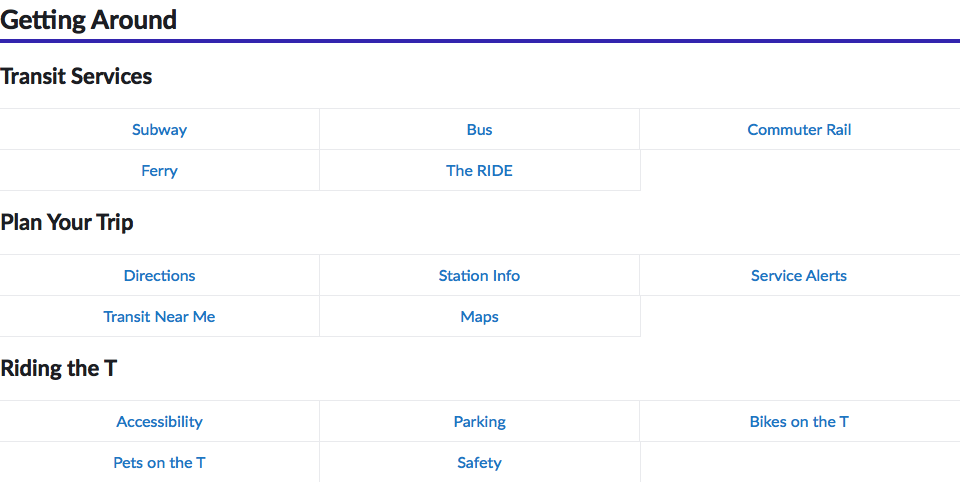 Getting Around
Transit Services
Subway Bus Commuter Rail
Ferry The RIDE
Plan Your Trip
Directions Station Info Service Alerts
Transit Near Me Maps
Riding the T
Accessibility Parking Bikes on the T
Pets on the T Safety